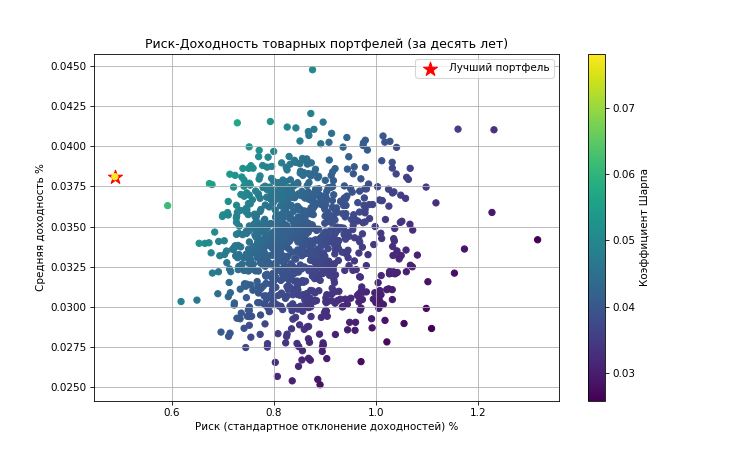 Риск-Доходность товарных портфелей (за десять лет)
Лучший портфель
0.0450
0.0425
0.0400
0.0375
0.0350
0.0325
0.0300
0.0275
0.0250
Средняя доходность %
0.6 0.8 1.0 1.2
Риск (стандартное отклонение доходностей) %
0.07
0.06
0.05
0.04
0.03
Коэффициент Шарпа